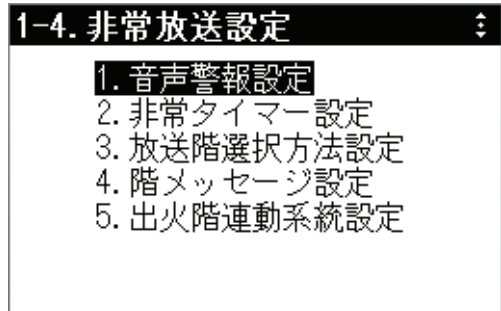 1-4.非常放送設定
1.音声警報設定
2.非常タイマー設定
3.放送階選択方法設定
4.階メッセージ設定
5.出火階連動系統設定